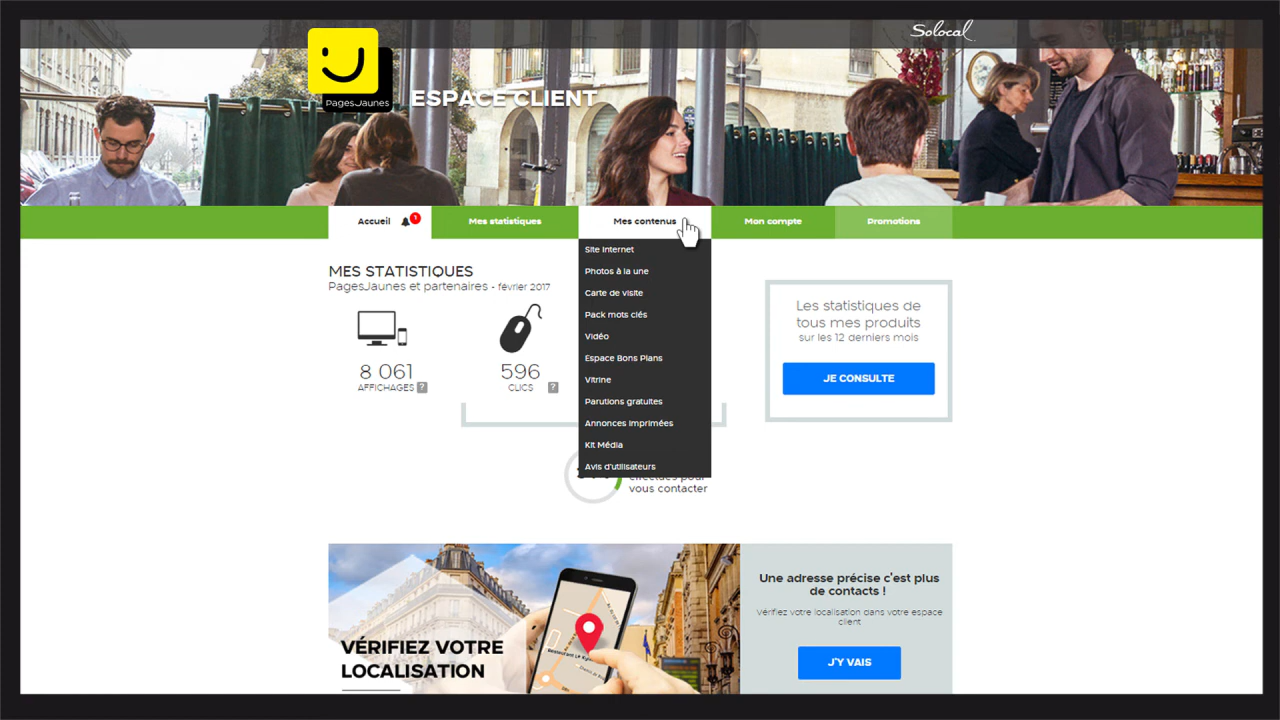 Solocal
PagesJaunes
ESPACE CLIENT
Accueil 1
Mes statistiques
Mes contenus
Mon compte
Promotions
Site Internet
Photos à la une
Carte de visite
Pack mots clés
Vidéo
Espace Bons Plans
Vitrine
Parutions gratuites
Annonces imprimées
Kit Média
Avis d'utilisateurs
MES STATISTIQUES
PagesJaunes et partenaires - février 2017
8 061
AFFICHAGES ?
596
CLICS ?
effectués pour
vous contacter
Les statistiques de
tous mes produits
sur les 12 derniers mois
JE CONSULTE
VÉRIFIEZ VOTRE
LOCALISATION
Une adresse précise c'est plus
de contacts !
Vérifiez votre localisation dans votre espace
client
J'Y VAIS